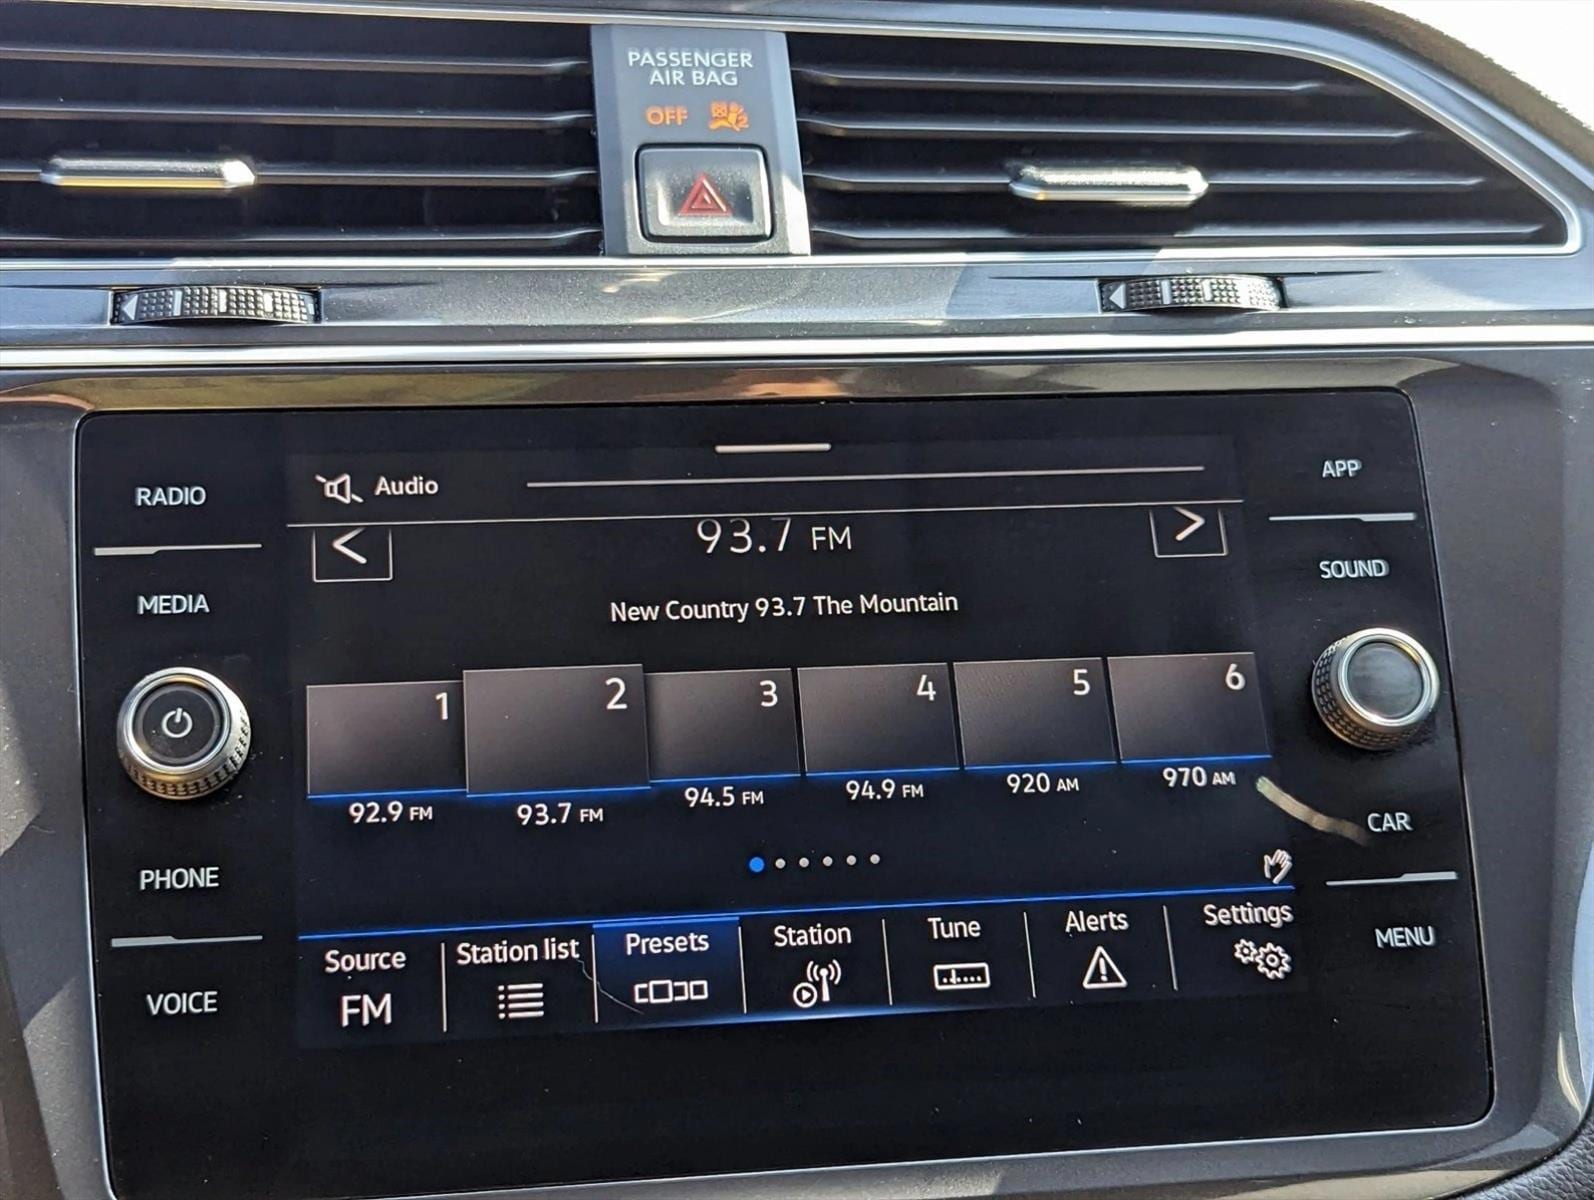 PASSENGER
AIR BAG
OFF
2
RADIO
MEDIA
PHONE
VOICE
Audio
93.7 FM
New Country 93.7 The Mountain
1 2 3 4 5 6
92.9 FM 93.7 FM 94.5 FM 94.9 FM 920 AM 970 AM
Source Station list Presets Station Tune Alerts Settings
FM
APP
SOUND
CAR
MENU